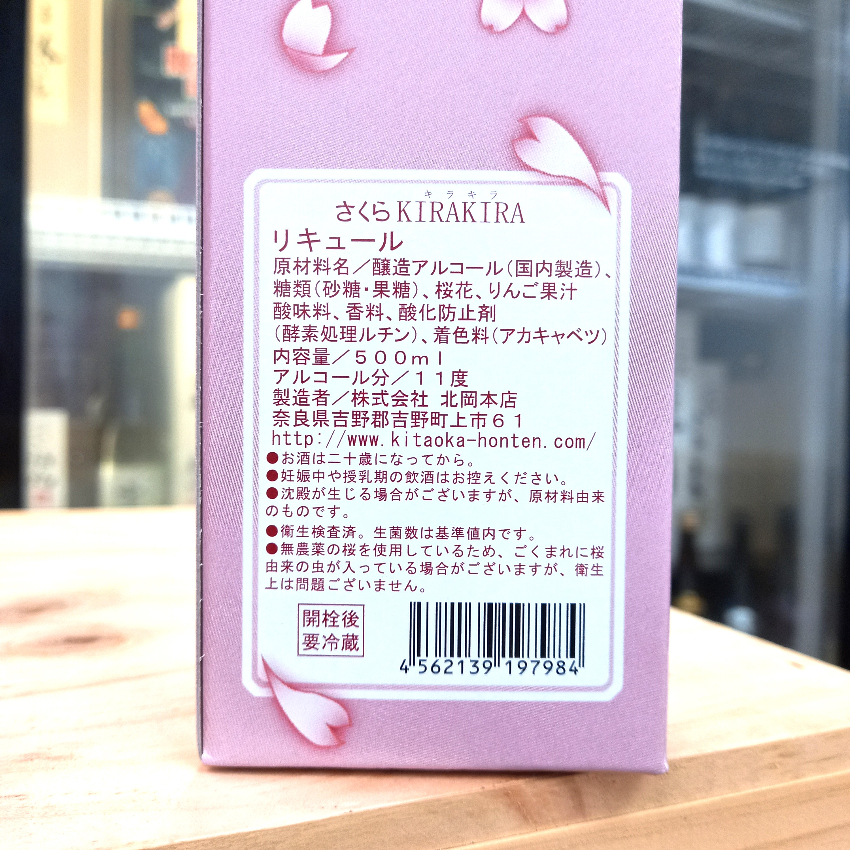 キラキラ
さくらKIRAKIRA
リキュール
原材料名／醸造アルコール（国内製造）、
糖類（砂糖・果糖）、桜花、りんご果汁
酸味料、香料、酸化防止剤
（酵素処理ルチン）、着色料（アカキャベツ）
内容量／５００ｍｌ
アルコール分／１１度
製造者／株式会社 北岡本店
奈良県吉野郡吉野町上市６１
http://www.kitaoka-honten.com/
●お酒は二十歳になってから。
●妊娠中や授乳期の飲酒はお控えください。
●沈殿が生じる場合がございますが、原材料由来
のものです。
●衛生検査済。生菌数は基準値内です。
●無農薬の桜を使用しているため、ごくまれに桜
由来の虫が入っている場合がございますが、衛生
上は問題ございません。
開栓後
要冷蔵
4562139197984